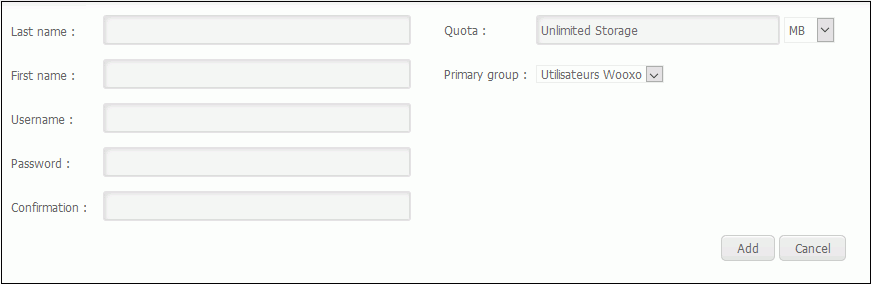 Last name :
First name :
Username :
Password :
Confirmation :
Quota : Unlimited Storage MB
Primary group : Utilisateurs Wooxo
Add Cancel